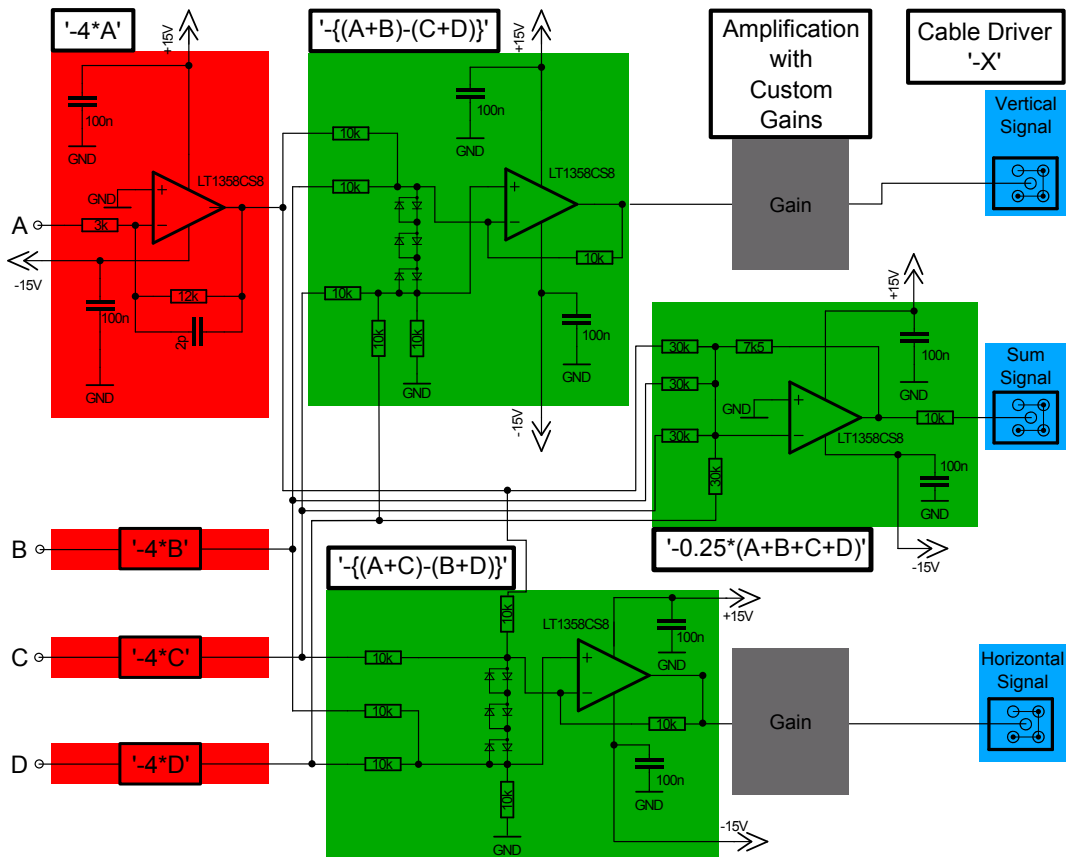 '-4*A'
+15V
100n
GND
GND
LT1358CS8
A
3k
-15V
12k
100n
2p
GND
'-{(A+B)-(C+D)}'
+15V
100n
GND
10k
10k
LT1358CS8
10k
10k
10k
10k
100n
GND
GND
-15V
Amplification
with
Custom
Gains
Gain
Cable Driver
'-X'
Vertical
Signal
+15V
30k
7k5
30k
100n
GND
GND
30k
LT1358CS8
10k
30k
100n
GND
-15V
'-0.25*(A+B+C+D)'
Sum
Signal
B
'-4*B'
C
'-4*C'
D
'-4*D'
'-{(A+C)-(B+D)}'
10k
LT1358CS8
+15V
100n
GND
10k
10k
10k
10k
10k
100n
GND
GND
-15V
Gain
Horizontal
Signal